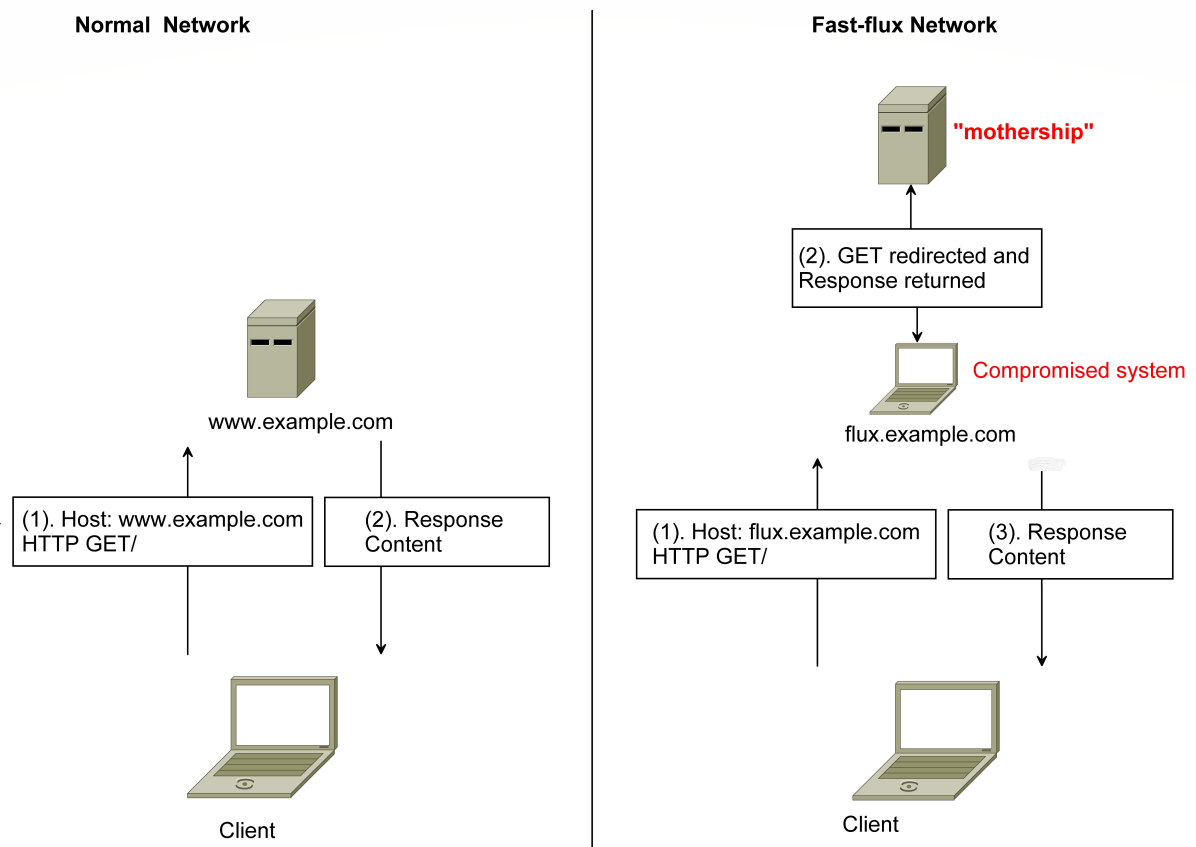 Normal  Network
www.example.com
(1). Host: www.example.com
HTTP GET/
(2). Response
Content
Client
Fast-flux Network
"mothership"
(2). GET redirected and
Response returned
Compromised system
flux.example.com
(1). Host: flux.example.com
HTTP GET/
(3). Response
Content
Client